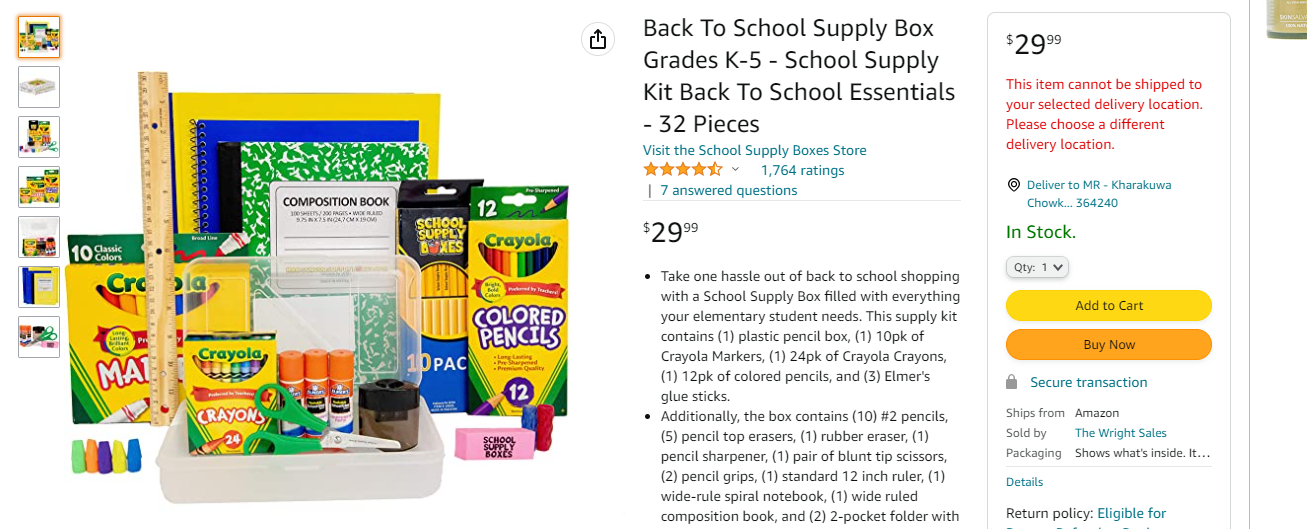 Back To School Supply Box
Grades K-5 - School Supply
Kit Back To School Essentials
- 32 Pieces
Visit the School Supply Boxes Store
1,764 ratings
| 7 answered questions
$29 99
Take one hassle out of back to school shopping
with a School Supply Box filled with everything
your elementary student needs. This supply kit
contains (1) plastic pencil box, (1) 10pk of
Crayola Markers, (1) 24pk of Crayola Crayons,
(1) 12pk of colored pencils, and (3) Elmer's
glue sticks.
Additionally, the box contains (10) #2 pencils,
(5) pencil top erasers, (1) rubber eraser, (1)
pencil sharpener, (1) pair of blunt tip scissors,
(2) pencil grips, (1) standard 12 inch ruler, (1)
wide-rule spiral notebook, (1) wide ruled
composition book, and (2) 2-pocket folder with
$29 99
This item cannot be shipped to
your selected delivery location.
Please choose a different
delivery location.
Deliver to MR - Kharakuwa
Chowk... 364240
In Stock.
Qty: 1
Add to Cart
Buy Now
Secure transaction
Ships from Amazon
Sold by The Wright Sales
Packaging Shows what's inside. It...
Details
Return policy: Eligible for
COMPOSITION BOOK
100 SHEETS / 200 PAGES • WIDE RULED
9.75 IN X 7.5 IN (24,7 CM X 19 CM)
SCHOOL
SUPPLY
BOXES
10 PAC
12
Pre-Sharpened
Crayola
Bright,
Bold
Colors
Preferred by Teachers!
COLORED
PENCILS
• Long-Lasting
• Pre-Sharpened
• Premium Quality
12
10 Classic
Colors
Broad Line
Crayola
Long-
Lasting
Brilliant
Colors
MA
Crayola
Preferred by Teachers!
CRAYONS
24
Elmer's
SCHOOL
SUPPLY
BOXES